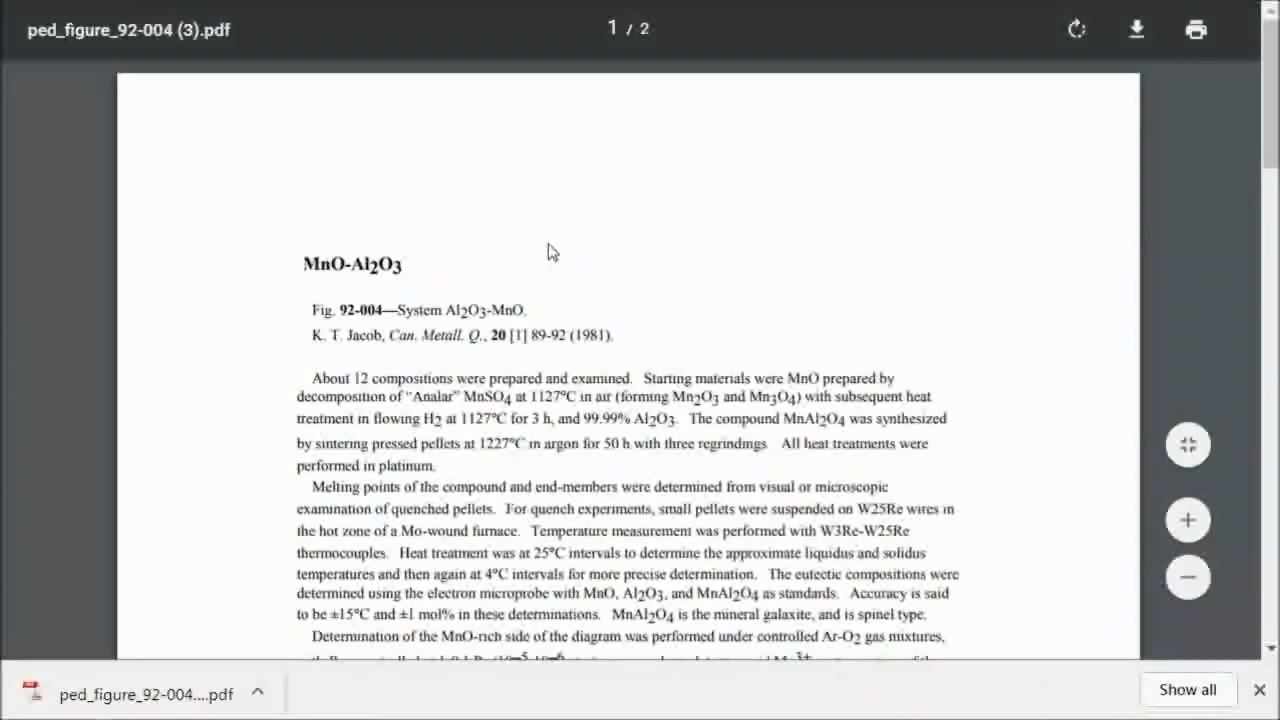 ped_figure_92-004 (3).pdf
1 / 2
MnO-Al2O3
Fig. 92-004—System Al2O3-MnO.
K. T. Jacob, Can. Metall. Q., 20 [1] 89-92 (1981).
About 12 compositions were prepared and examined. Starting materials were MnO prepared by
decomposition of "Analar" MnSO4 at 1127°C in air (forming Mn2O3 and Mn3O4) with subsequent heat
treatment in flowing H2 at 1127°C for 3 h, and 99.99% Al2O3. The compound MnAl2O4 was synthesized
by sintering pressed pellets at 1227°C in argon for 50 h with three regrindings. All heat treatments were
performed in platinum.
Melting points of the compound and end-members were determined from visual or microscopic
examination of quenched pellets. For quench experiments, small pellets were suspended on W25Re wires in
the hot zone of a Mo-wound furnace. Temperature measurement was performed with W3Re-W25Re
thermocouples. Heat treatment was at 25°C intervals to determine the approximate liquidus and solidus
temperatures and then again at 4°C intervals for more precise determination. The eutectic compositions were
determined using the electron microprobe with MnO, Al2O3, and MnAl2O4 as standards. Accuracy is said
to be ±15°C and ±1 mol% in these determinations. MnAl2O4 is the mineral galaxite, and is spinel type.
Determination of the MnO-rich side of the diagram was performed under controlled Ar-O2 gas mixtures,
ped_figure_92-004....pdf
Show all